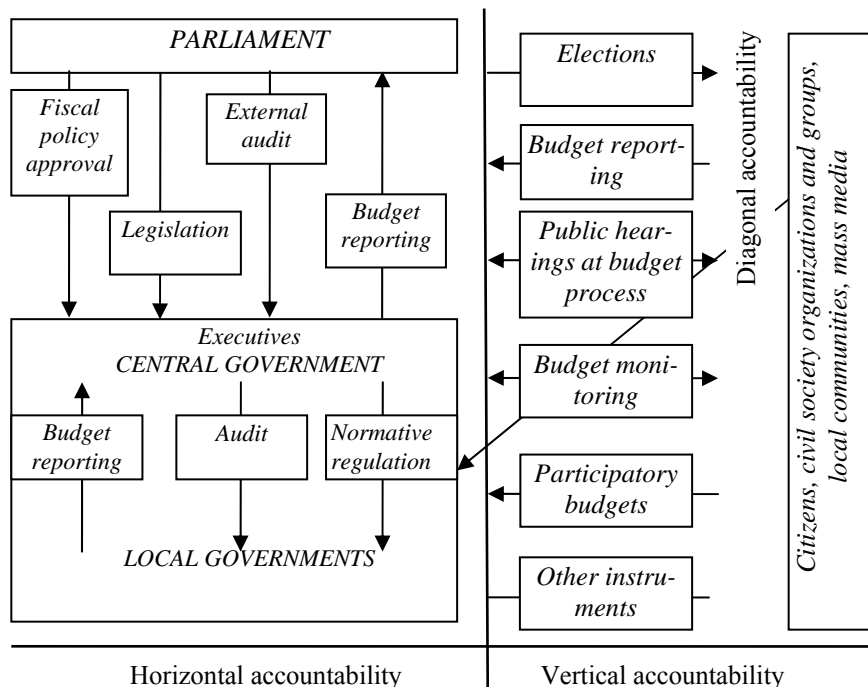 PARLIAMENT
Fiscal
policy
approval
External
audit
Legislation
Budget
reporting
Executives
CENTRAL GOVERNMENT
Budget
reporting
Audit
Normative
regulation
LOCAL GOVERNMENTS
Elections
Budget report-
ing
Public hear-
ings at budget
process
Budget moni-
toring
Participatory
budgets
Other instru-
ments
Diagonal accountability
Citizens, civil society organizations and groups,
local communities, mass media
Horizontal accountability
Vertical accountability